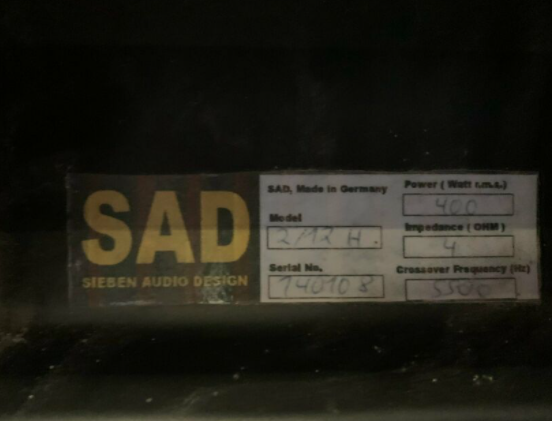 SAD
SIEBEN AUDIO DESIGN
SAD, Made in Germany
Model
2/12 H.
Serial No.
140108
Power ( Watt r.m.s.)
400
Impedance ( OHM )
4
Crossover Frequency (Hz)